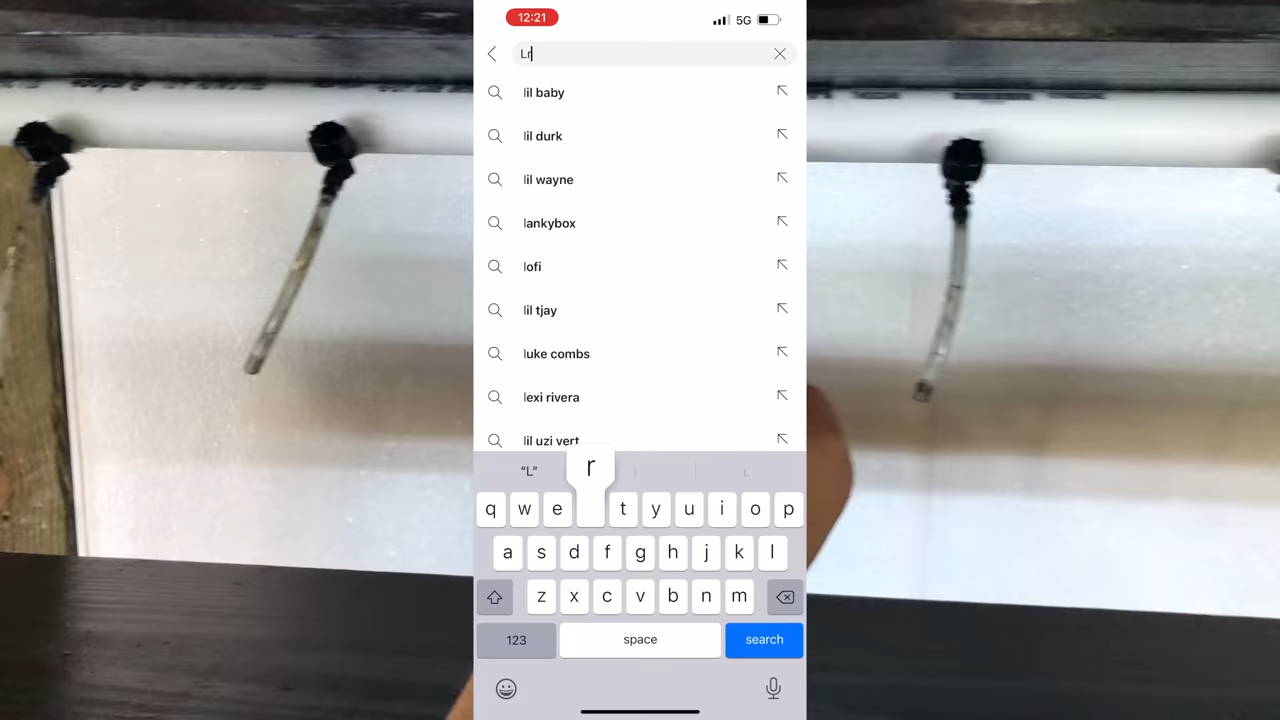 12:21
5G
Lr
lil baby
lil durk
lil wayne
lankybox
lofi
lil tjay
luke combs
lexi rivera
lil uzi vert
“L”
r
q w e t y u i o p
a s d f g h j k l
z x c v b n m
123 space search